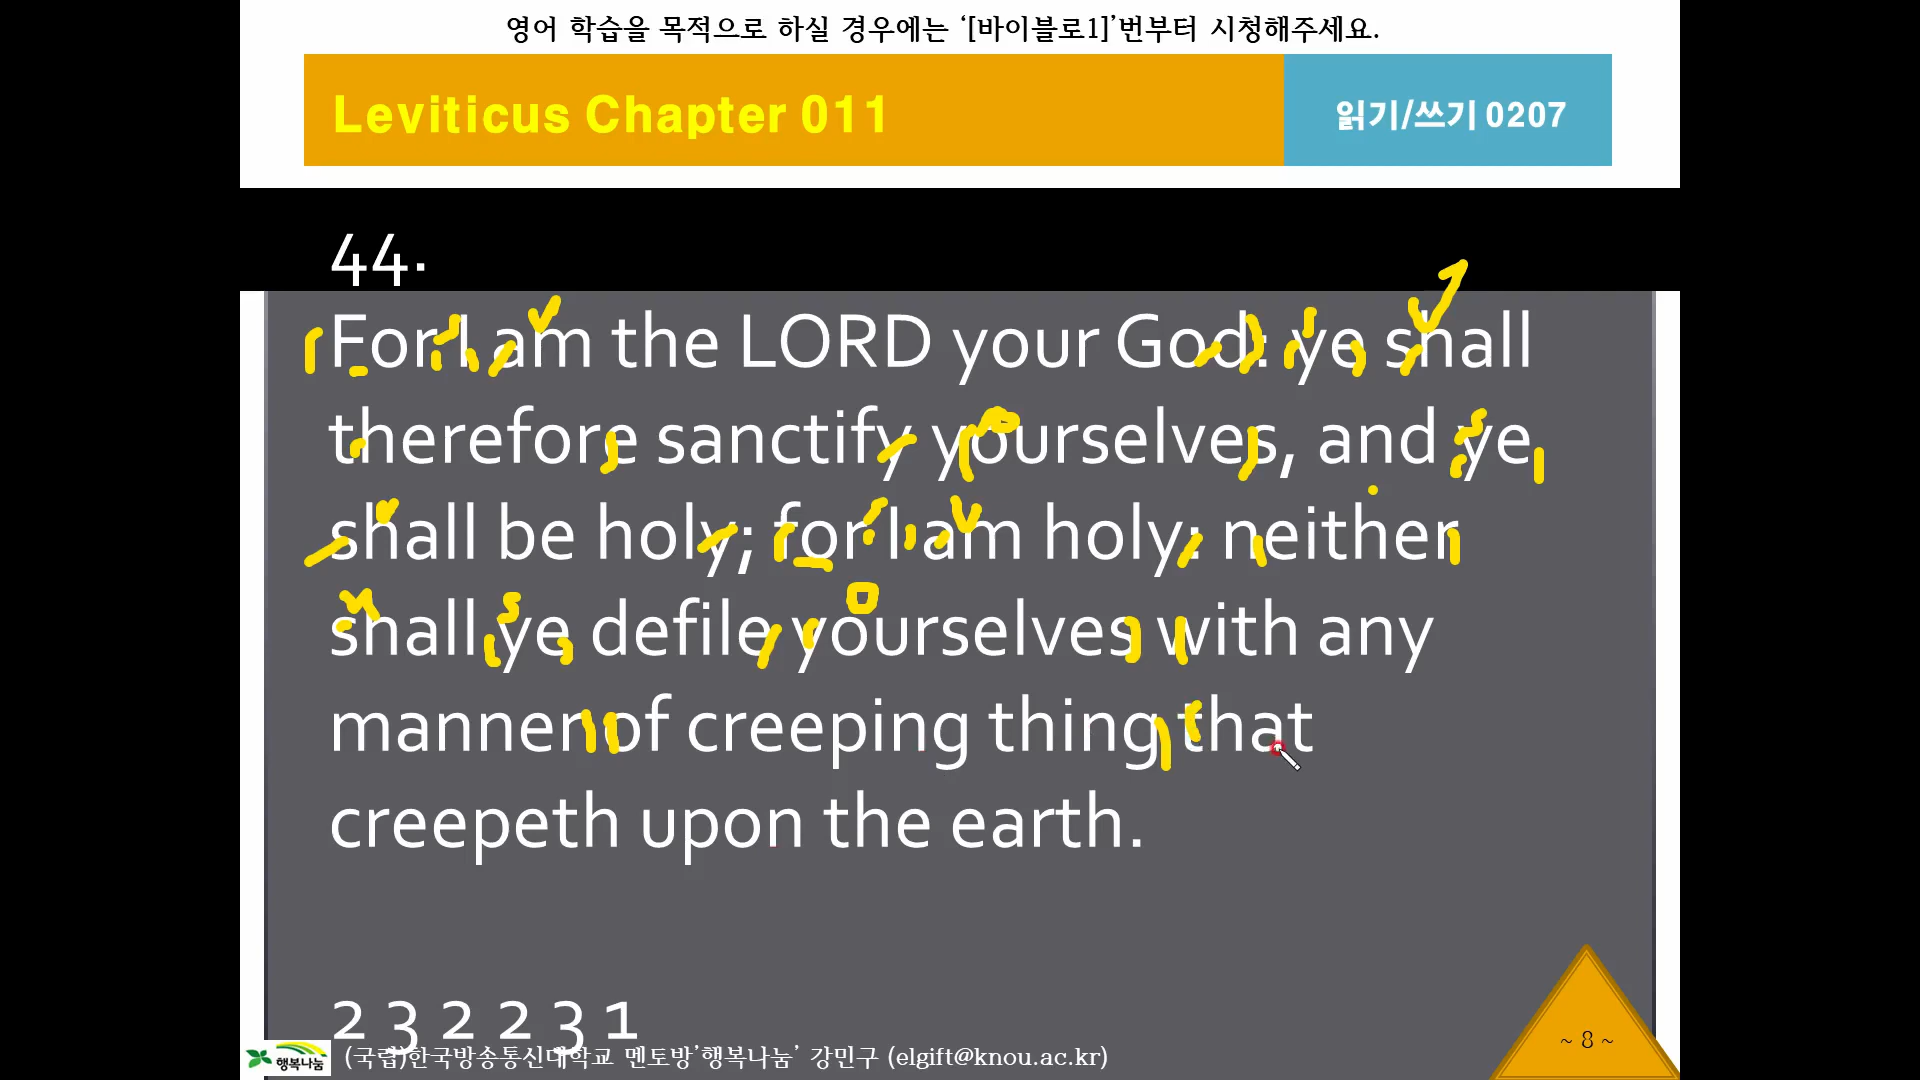 영어 학습을 목적으로 하실 경우에는 ‘[바이블로1]’번부터 시청해주세요.
Leviticus Chapter 011
읽기/쓰기 0207
44.
For I am the LORD your God: ye shall
therefore sanctify yourselves, and ye
shall be holy; for I am holy: neither
shall ye defile yourselves with any
manner of creeping thing that
creepeth upon the earth.
2 3 2 2 3 1
행복나눔
(국립)한국방송통신대학교 멘토방’행복나눔’ 강민구 (elgift@knou.ac.kr)
~ 8 ~